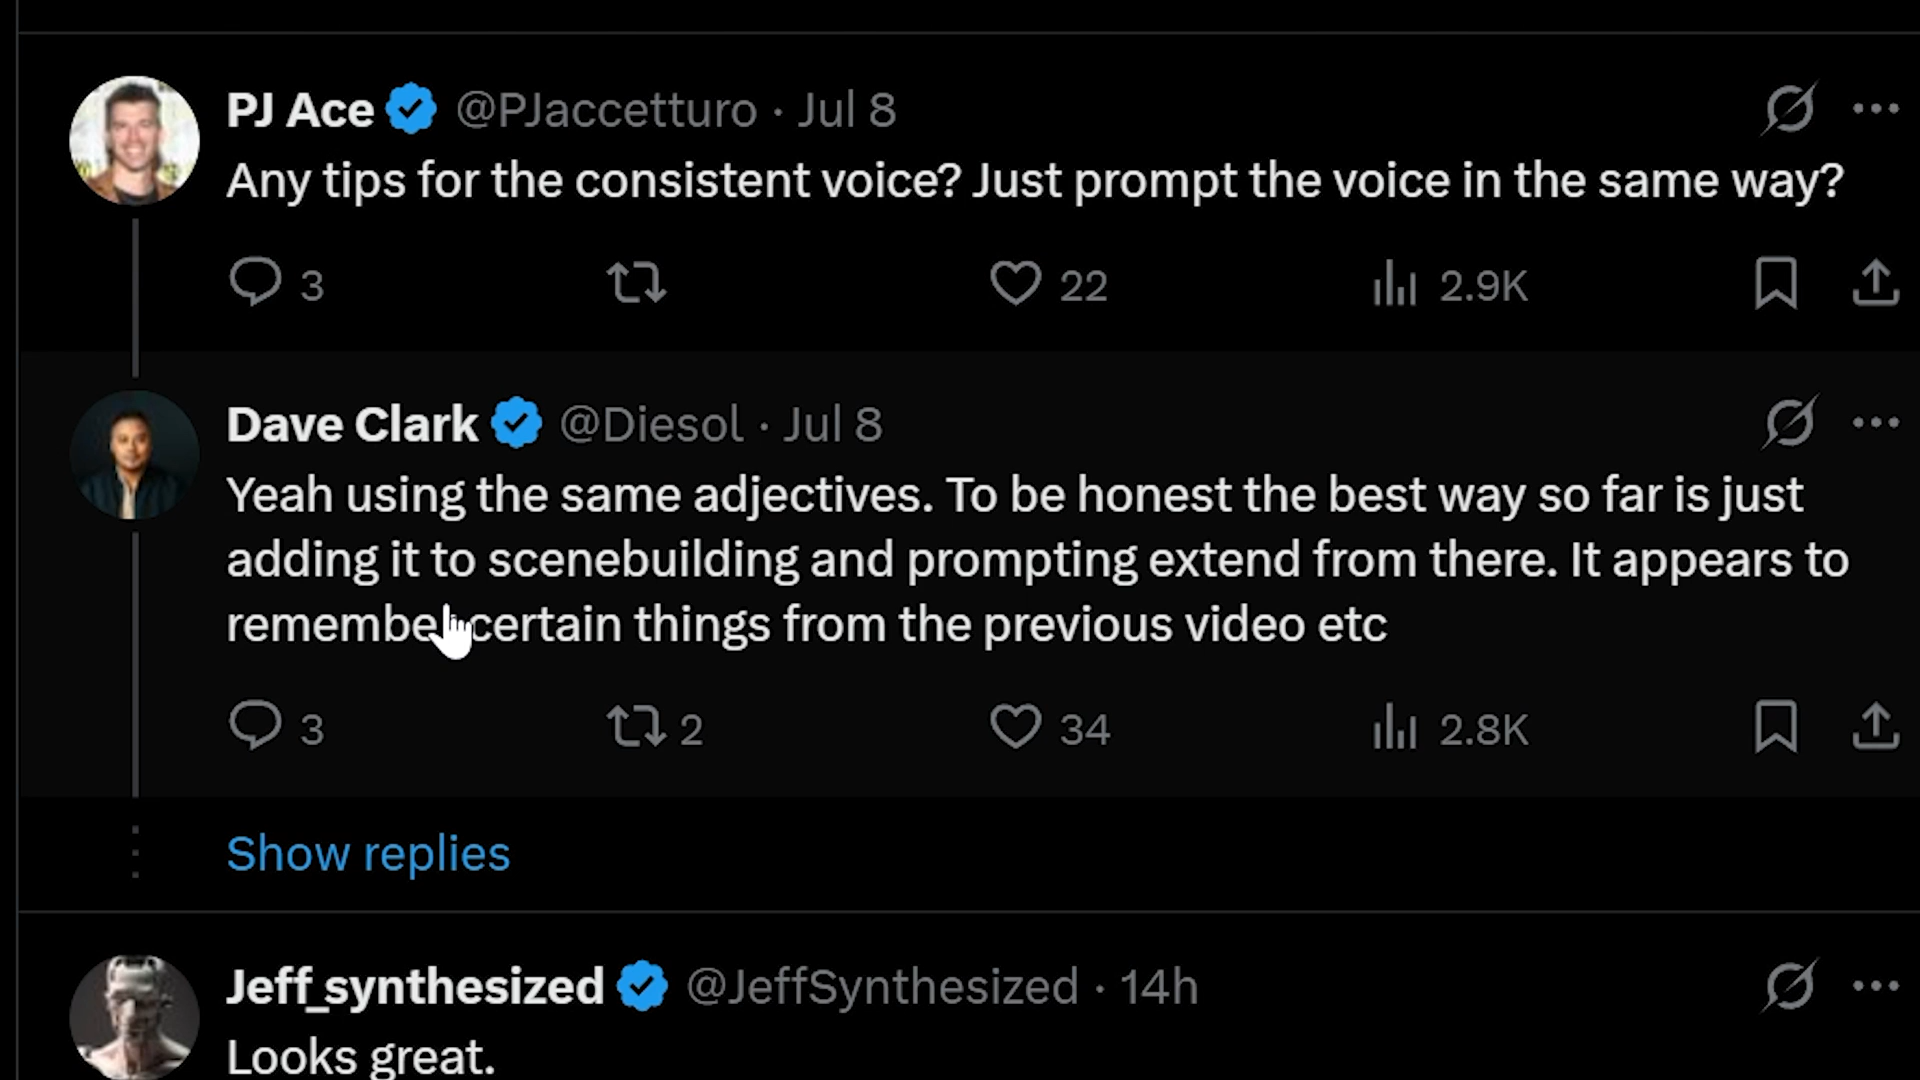 PJ Ace @PJaccetturo · Jul 8
Any tips for the consistent voice? Just prompt the voice in the same way?
3 22 2.9K
Dave Clark @Diesol · Jul 8
Yeah using the same adjectives. To be honest the best way so far is just
adding it to scenebuilding and prompting extend from there. It appears to
remember certain things from the previous video etc
3 2 34 2.8K
Show replies
Jeff_synthesized @JeffSynthesized · 14h
Looks great.